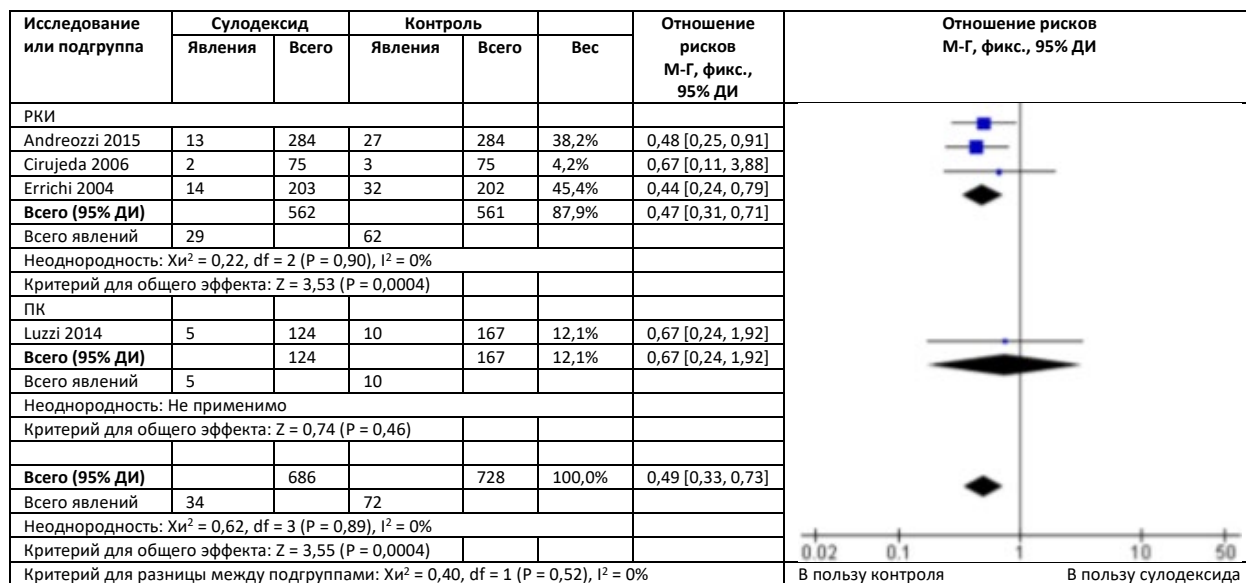 Исследование или подгруппа Сулодексид Контроль Вес Отношение рисков М-Г, фикс., 95% ДИ Отношение рисков М-Г, фикс., 95% ДИ
Явления Всего Явления Всего
РКИ
Andreozzi 2015 13 284 27 284 38,2% 0,48 [0,25, 0,91]
Cirujeda 2006 2 75 3 75 4,2% 0,67 [0,11, 3,88]
Errichi 2004 14 203 32 202 45,4% 0,44 [0,24, 0,79]
Всего (95% ДИ) 562 561 87,9% 0,47 [0,31, 0,71]
Всего явлений 29 62
Неоднородность: Хи² = 0,22, df = 2 (P = 0,90), I² = 0%
Критерий для общего эффекта: Z = 3,53 (P = 0,0004)
ПК
Luzzi 2014 5 124 10 167 12,1% 0,67 [0,24, 1,92]
Всего (95% ДИ) 124 167 12,1% 0,67 [0,24, 1,92]
Всего явлений 5 10
Неоднородность: Не применимо
Критерий для общего эффекта: Z = 0,74 (P = 0,46)
Всего (95% ДИ) 686 728 100,0% 0,49 [0,33, 0,73]
Всего явлений 34 72
Неоднородность: Хи² = 0,62, df = 3 (P = 0,89), I² = 0%
Критерий для общего эффекта: Z = 3,55 (P = 0,0004)
0.02 0.1 1 10 50
Критерий для разницы между подгруппами: Хи² = 0,40, df = 1 (P = 0,52), I² = 0% В пользу контроля В пользу сулодексида